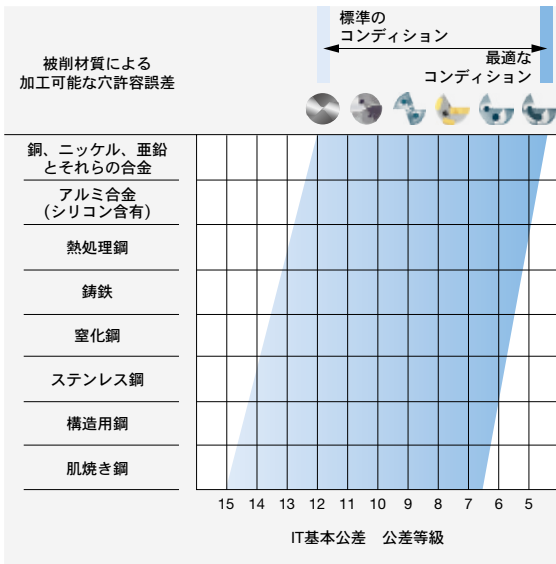 標準の
コンディション
最適な
コンディション
被削材質による
加工可能な穴許容誤差
銅、ニッケル、亜鉛
とそれらの合金
アルミ合金
(シリコン含有)
熱処理鋼
鋳鉄
窒化鋼
ステンレス鋼
構造用鋼
肌焼き鋼
15 14 13 12 11 10 9 8 7 6 5
IT基本公差 公差等級